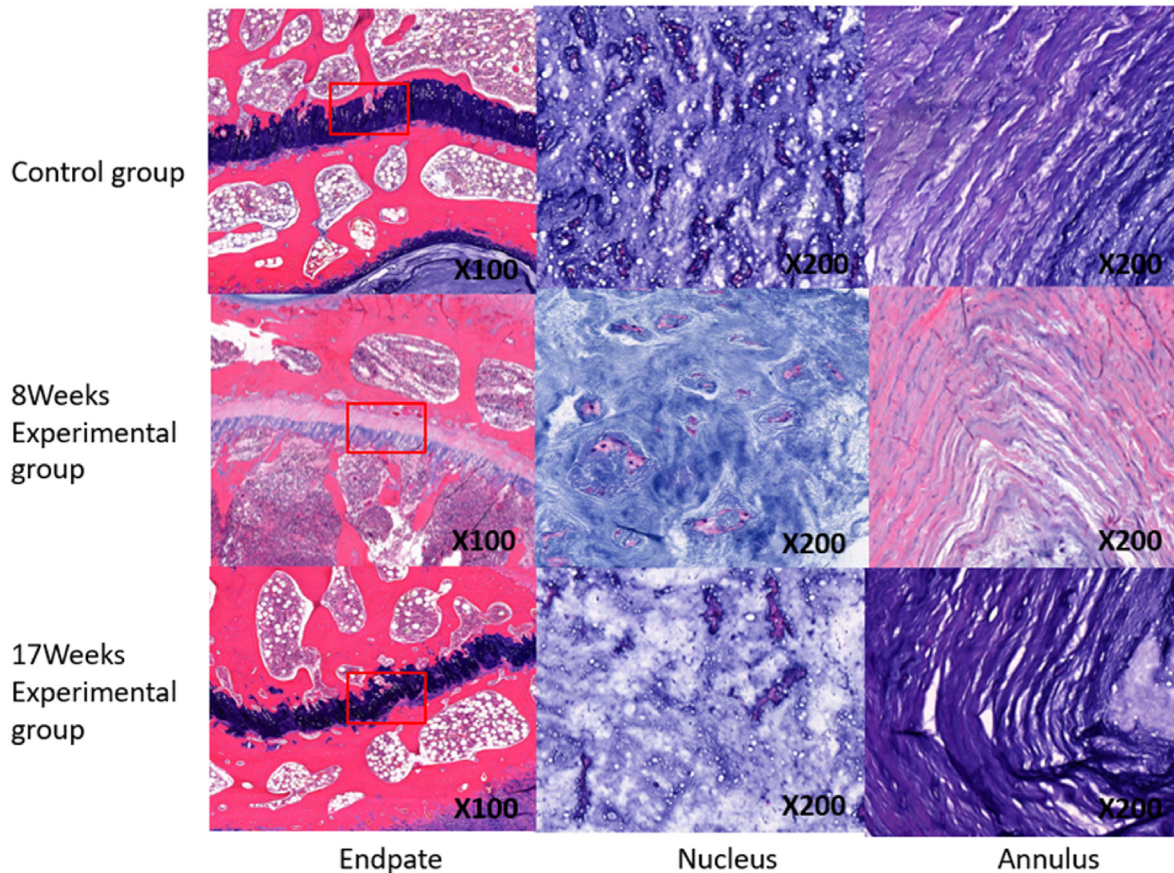 Control group
X100
X200
X200
8Weeks
Experimental
group
X100
X200
X200
17Weeks
Experimental
group
X100
X200
X200
Endpate
Nucleus
Annulus